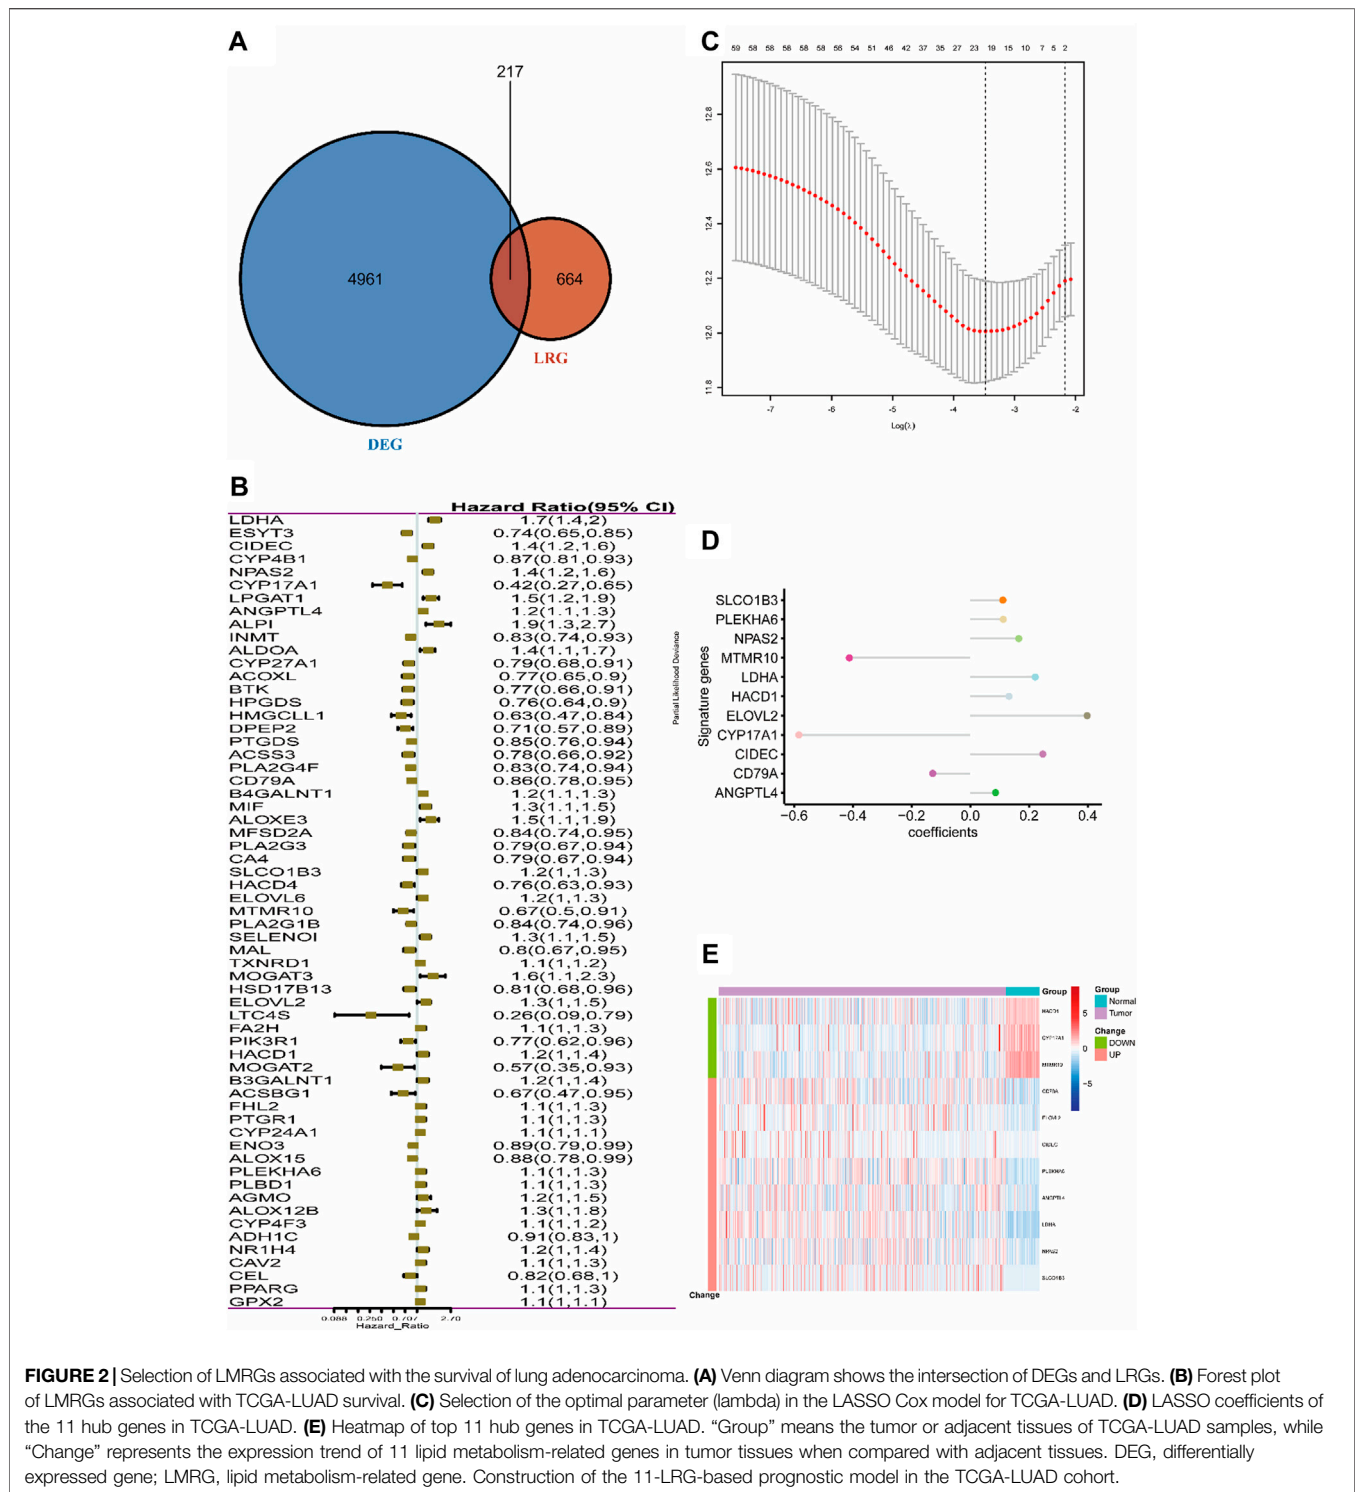 A
217
4961
664
LRG
DEG
C
59 58 58 58 58 58 56 54 51 46 42 37 35 27 23 19 15 10 7 5 2
12.8
12.6
12.4
12.2
12.0
11.8
Partial Likelihood Deviance
-7 -6 -5 -4 -3 -2
Log(λ)
B
Hazard Ratio(95% CI)
LDHA 1.7(1.4,2)
ESYT3 0.74(0.65,0.85)
CIDEC 1.4(1.2,1.6)
CYP4B1 0.87(0.81,0.93)
NPAS2 1.4(1.2,1.6)
CYP17A1 0.42(0.27,0.65)
LPGAT1 1.5(1.2,1.9)
ANGPTL4 1.2(1.1,1.3)
ALPI 1.9(1.3,2.7)
INMT 0.83(0.74,0.93)
ALDOA 1.4(1.1,1.7)
CYP27A1 0.79(0.68,0.91)
ACOXL 0.77(0.65,0.9)
BTK 0.77(0.66,0.91)
HPGDS 0.76(0.64,0.9)
HMGCLL1 0.63(0.47,0.84)
DPEP2 0.71(0.57,0.89)
PTGDS 0.85(0.76,0.94)
ACSS3 0.78(0.66,0.92)
PLA2G4F 0.83(0.74,0.94)
CD79A 0.86(0.78,0.95)
B4GALNT1 1.2(1.1,1.3)
MIF 1.3(1.1,1.5)
ALOXE3 1.5(1.1,1.9)
MFSD2A 0.84(0.74,0.95)
PLA2G3 0.79(0.67,0.94)
CA4 0.79(0.67,0.94)
SLCO1B3 1.2(1,1.3)
HACD4 0.76(0.63,0.93)
ELOVL6 1.2(1,1.3)
MTMR10 0.67(0.5,0.91)
PLA2G1B 0.84(0.74,0.96)
SELENOI 1.3(1.1,1.5)
MAL 0.8(0.67,0.95)
TXNRD1 1.1(1,1.2)
MOGAT3 1.6(1.1,2.3)
HSD17B13 0.81(0.68,0.96)
ELOVL2 1.3(1,1.5)
LTC4S 0.26(0.09,0.79)
FA2H 1.1(1,1.3)
PIK3R1 0.77(0.62,0.96)
HACD1 1.2(1,1.4)
MOGAT2 0.57(0.35,0.93)
B3GALNT1 1.2(1,1.4)
ACSBG1 0.67(0.47,0.95)
FHL2 1.1(1,1.3)
PTGR1 1.1(1,1.3)
CYP24A1 1.1(1,1.1)
ENO3 0.89(0.79,0.99)
ALOX15 0.88(0.78,0.99)
PLEKHA6 1.1(1,1.3)
PLBD1 1.1(1,1.3)
AGMO 1.2(1,1.5)
ALOX12B 1.3(1,1.8)
CYP4F3 1.1(1,1.2)
ADH1C 0.91(0.83,1)
NR1H4 1.2(1,1.4)
CAV2 1.1(1,1.3)
CEL 0.82(0.68,1)
PPARG 1.1(1,1.3)
GPX2 1.1(1,1.1)
0.088 0.250 0.707 2.70
Hazard_Ratio
D
Signature genes
SLCO1B3
PLEKHA6
NPAS2
MTMR10
LDHA
HACD1
ELOVL2
CYP17A1
CIDEC
CD79A
ANGPTL4
−0.6 −0.4 −0.2 0.0 0.2 0.4
coefficients
E
Group
HACD1
CYP17A1
MTMR10
CD79A
ELOVL2
CIDEC
PLEKHA6
ANGPTL4
LDHA
NPAS2
SLCO1B3
Change
5
0
−5
Group
Normal
Tumor
Change
DOWN
UP
FIGURE 2 | Selection of LMRGs associated with the survival of lung adenocarcinoma. (A) Venn diagram shows the intersection of DEGs and LRGs. (B) Forest plot
of LMRGs associated with TCGA-LUAD survival. (C) Selection of the optimal parameter (lambda) in the LASSO Cox model for TCGA-LUAD. (D) LASSO coefficients of
the 11 hub genes in TCGA-LUAD. (E) Heatmap of top 11 hub genes in TCGA-LUAD. “Group” means the tumor or adjacent tissues of TCGA-LUAD samples, while
“Change” represents the expression trend of 11 lipid metabolism-related genes in tumor tissues when compared with adjacent tissues. DEG, differentially
expressed gene; LMRG, lipid metabolism-related gene. Construction of the 11-LRG-based prognostic model in the TCGA-LUAD cohort.